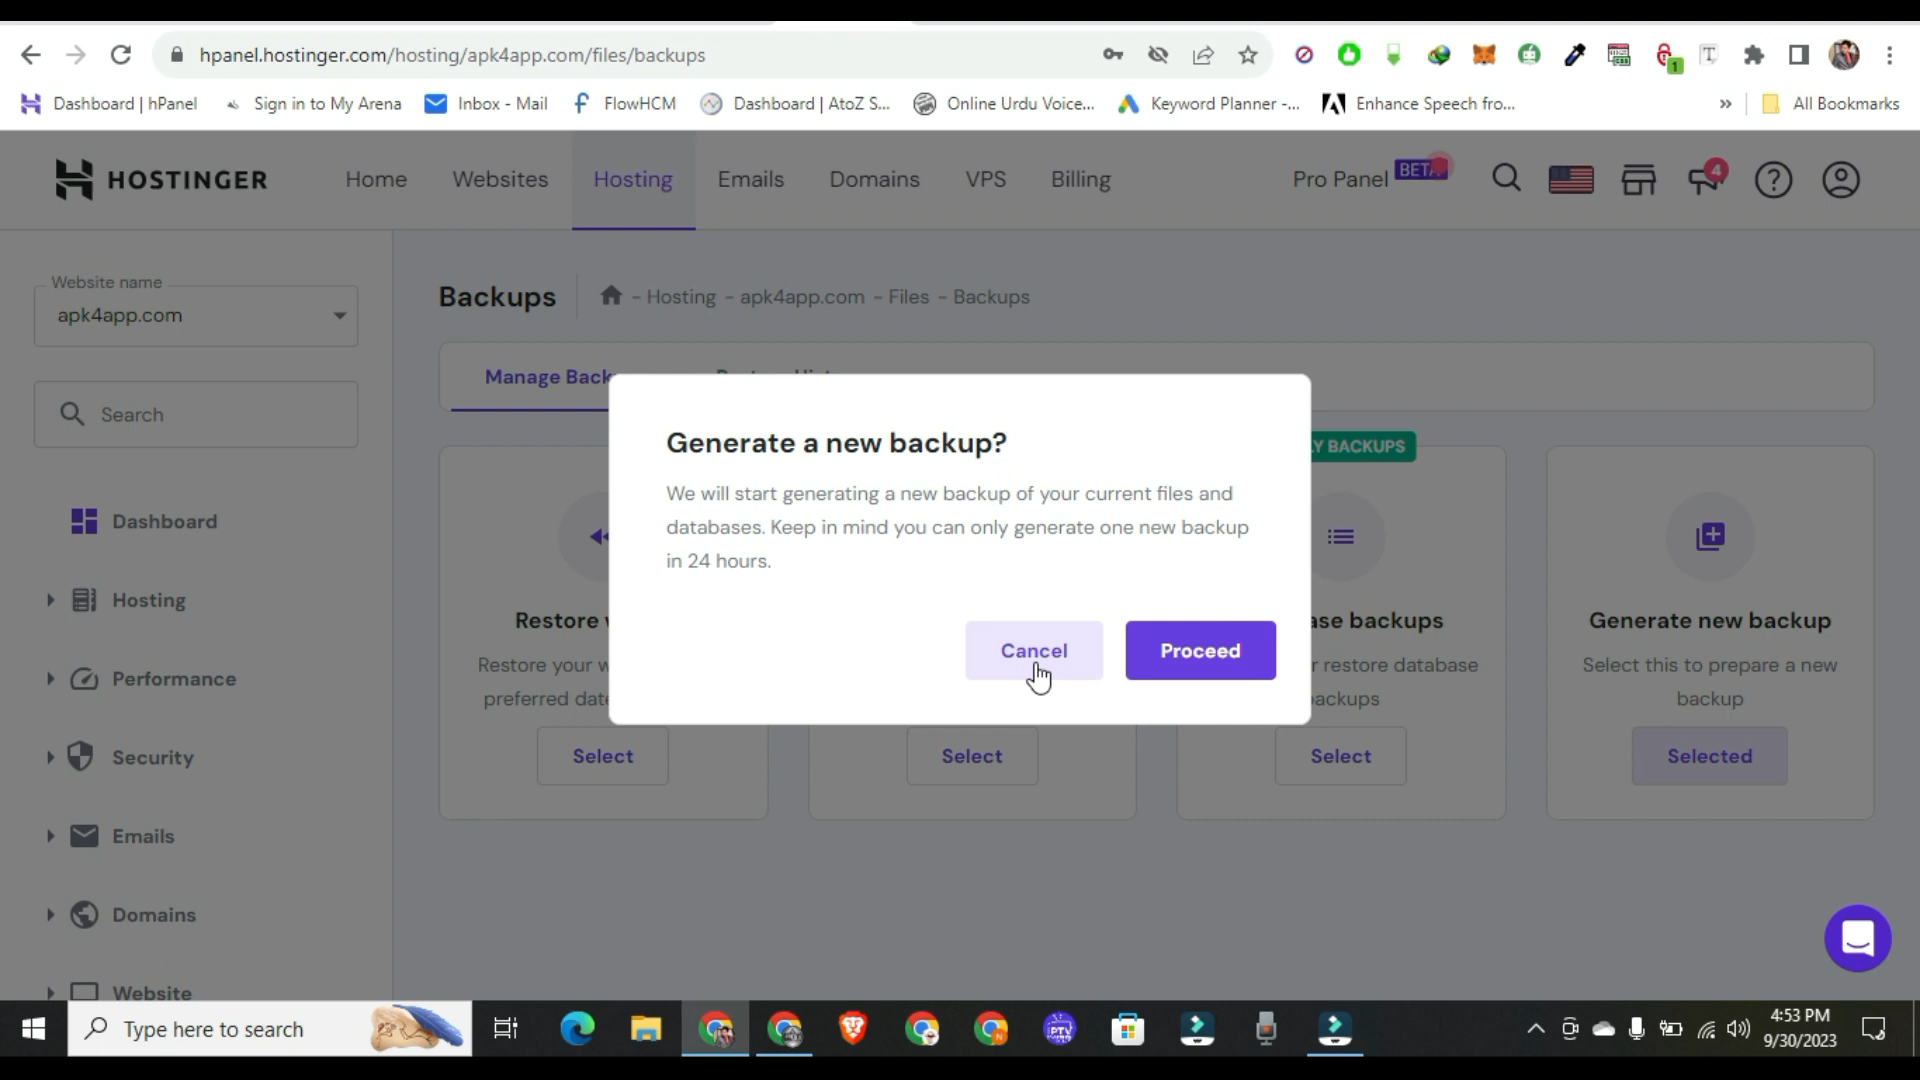 hpanel.hostinger.com/hosting/apk4app.com/files/backups
1
T
Dashboard | hPanel
Sign in to My Arena
Inbox - Mail
FlowHCM
Dashboard | AtoZ S...
Online Urdu Voice...
Keyword Planner -...
Enhance Speech fro...
»
All Bookmarks
HOSTINGER
Home
Websites
Hosting
Emails
Domains
VPS
Billing
Pro Panel
BETA
4
?
Website name
apk4app.com
Search
Dashboard
Hosting
Performance
Security
Emails
Domains
Website
Backups
- Hosting - apk4app.com - Files - Backups
Manage Back
Generate a new backup?
We will start generating a new backup of your current files and
databases. Keep in mind you can only generate one new backup
in 24 hours.
Cancel
Proceed
Restore
Restore your w
preferred date
Select
Select
Y BACKUPS
ase backups
r restore database
backups
Select
Generate new backup
Select this to prepare a new
backup
Selected
Type here to search
4:53 PM
9/30/2023